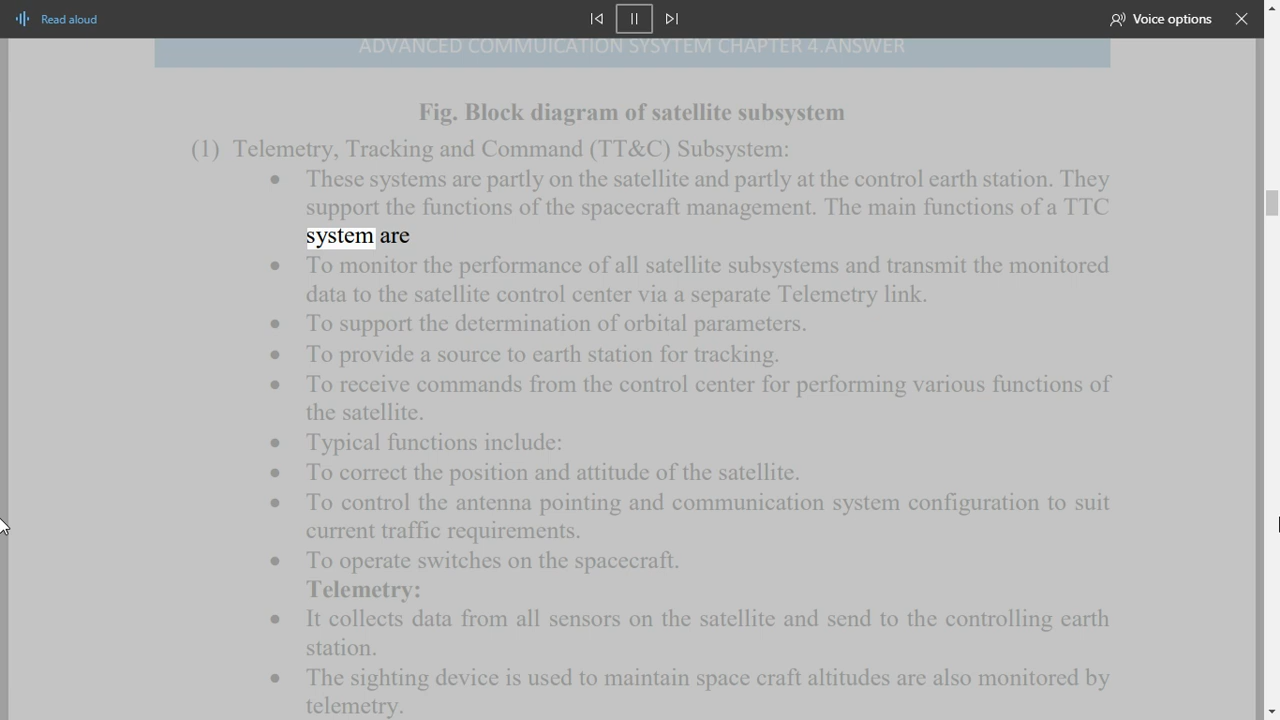 Read aloud
Voice options
ADVANCED COMMUICATION SYSYTEM CHAPTER 4.ANSWER
Fig. Block diagram of satellite subsystem
(1) Telemetry, Tracking and Command (TT&C) Subsystem:
• These systems are partly on the satellite and partly at the control earth station. They
support the functions of the spacecraft management. The main functions of a TTC
system are
• To monitor the performance of all satellite subsystems and transmit the monitored
data to the satellite control center via a separate Telemetry link.
• To support the determination of orbital parameters.
• To provide a source to earth station for tracking.
• To receive commands from the control center for performing various functions of
the satellite.
• Typical functions include:
• To correct the position and attitude of the satellite.
• To control the antenna pointing and communication system configuration to suit
current traffic requirements.
• To operate switches on the spacecraft.
Telemetry:
• It collects data from all sensors on the satellite and send to the controlling earth
station.
• The sighting device is used to maintain space craft altitudes are also monitored by
telemetry.